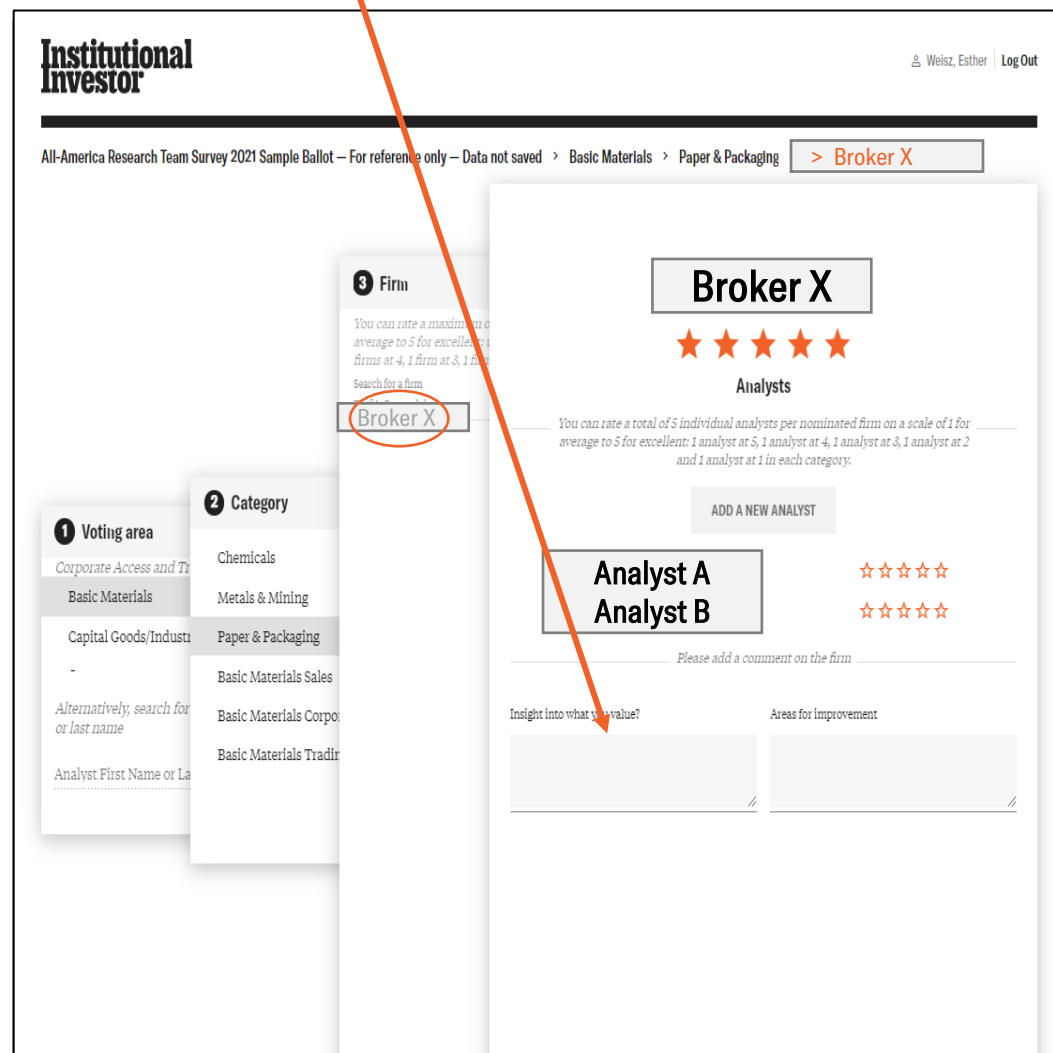 Institutional
Investor
Weisz, Esther Log Out
All-America Research Team Survey 2021 Sample Ballot – For reference only – Data not saved > Basic Materials > Paper & Packaging > Broker X
1 Voting area
Corporate Access and Tr
Basic Materials
Capital Goods/Industr
-
Alternatively, search for
or last name
Analyst First Name or La
2 Category
Chemicals
Metals & Mining
Paper & Packaging
Basic Materials Sales
Basic Materials Corpor
Basic Materials Tradin
3 Firm
You can rate a maximum o
average to 5 for excellent:
firms at 4, 1 firm at 3, 1 fir
Search for a firm
Broker X
Broker X
Analysts
You can rate a total of 5 individual analysts per nominated firm on a scale of 1 for
average to 5 for excellent: 1 analyst at 5, 1 analyst at 4, 1 analyst at 3, 1 analyst at 2
and 1 analyst at 1 in each category.
ADD A NEW ANALYST
Analyst A
Analyst B
Please add a comment on the firm
Insight into what you value?
Areas for improvement